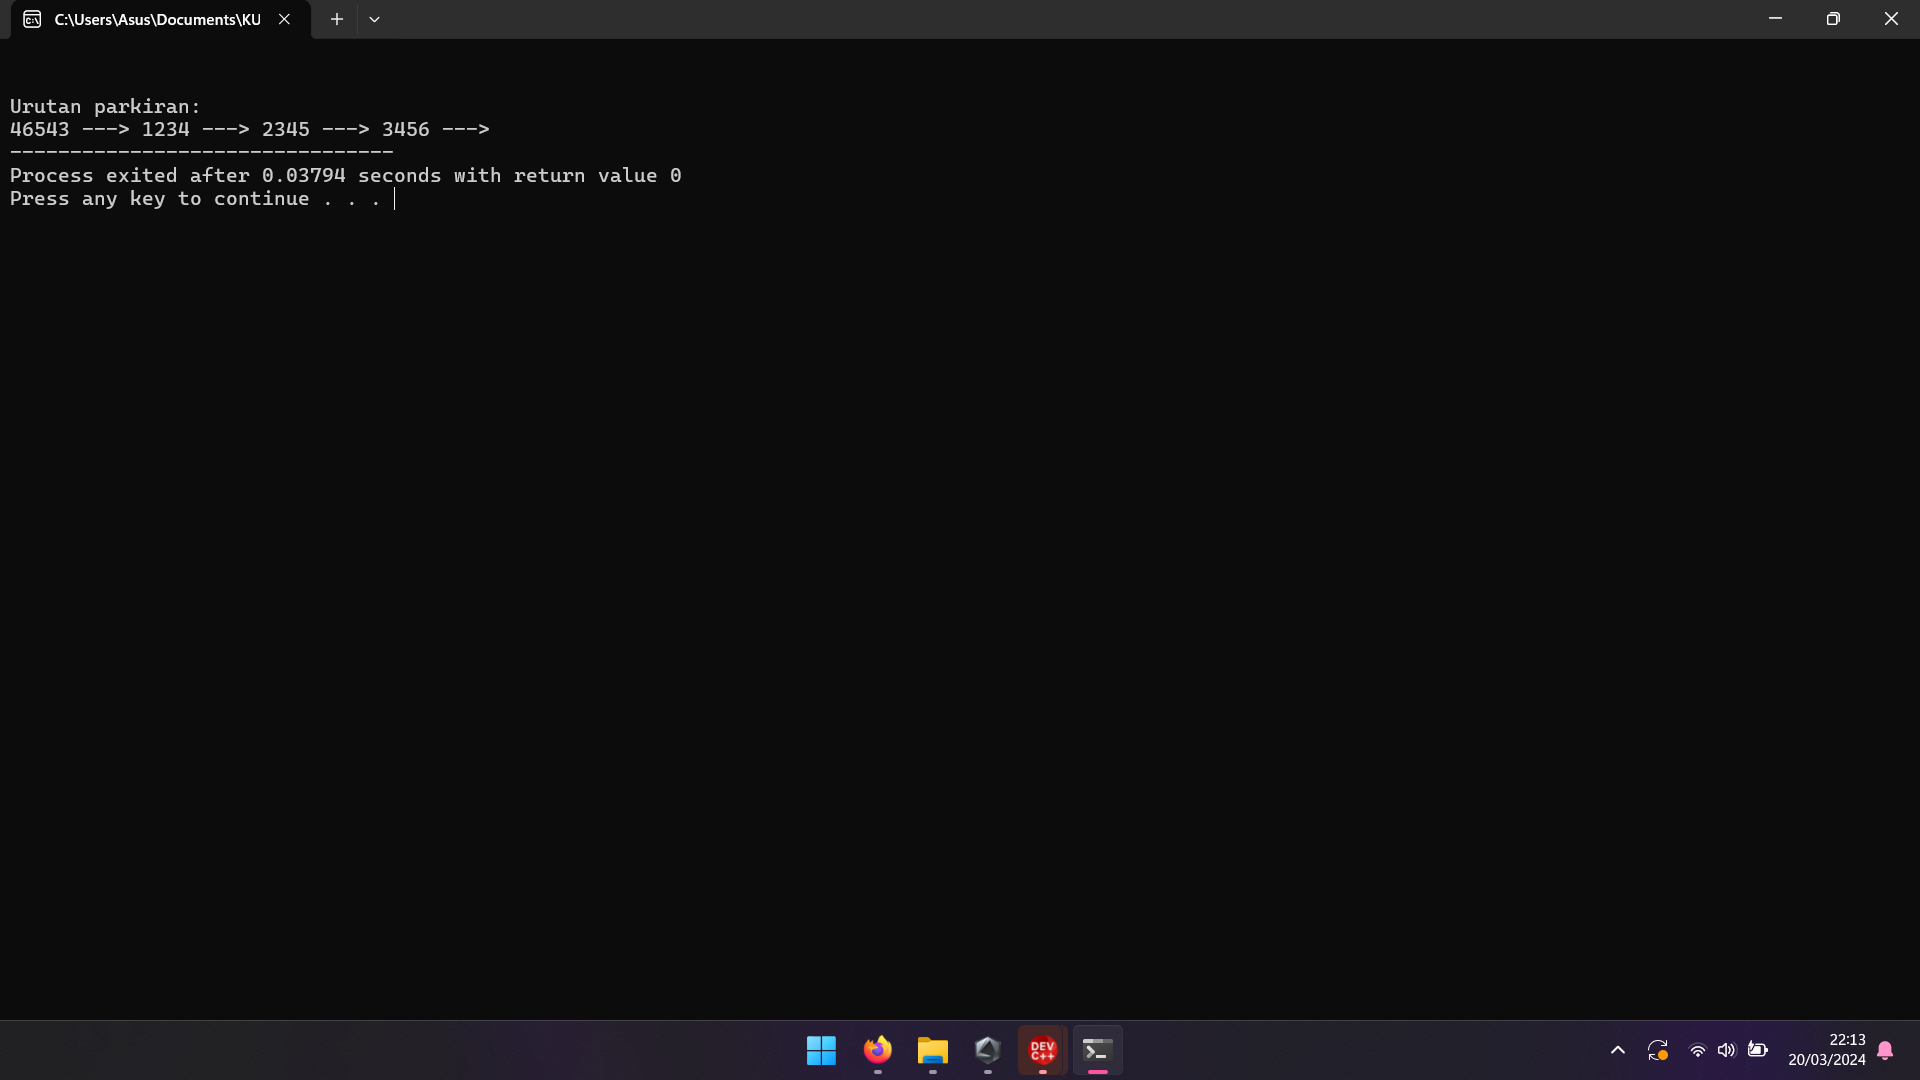 C:\Users\Asus\Documents\KU
Urutan parkiran:
46543 ---> 1234 ---> 2345 ---> 3456 --->
--------------------------------
Process exited after 0.03794 seconds with return value 0
Press any key to continue . . .
DEV
C++
22:13
20/03/2024